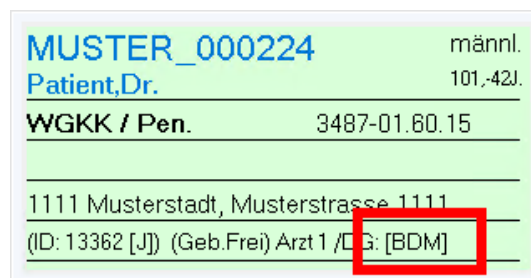 MUSTER_000224 männl.
Patient,Dr. 101,-42J.
WGKK / Pen. 3487-01.60.15
1111 Musterstadt, Musterstrasse 1111
(ID: 13362 [J]) (Geb.Frei) Arzt 1 /DG: [BDM]